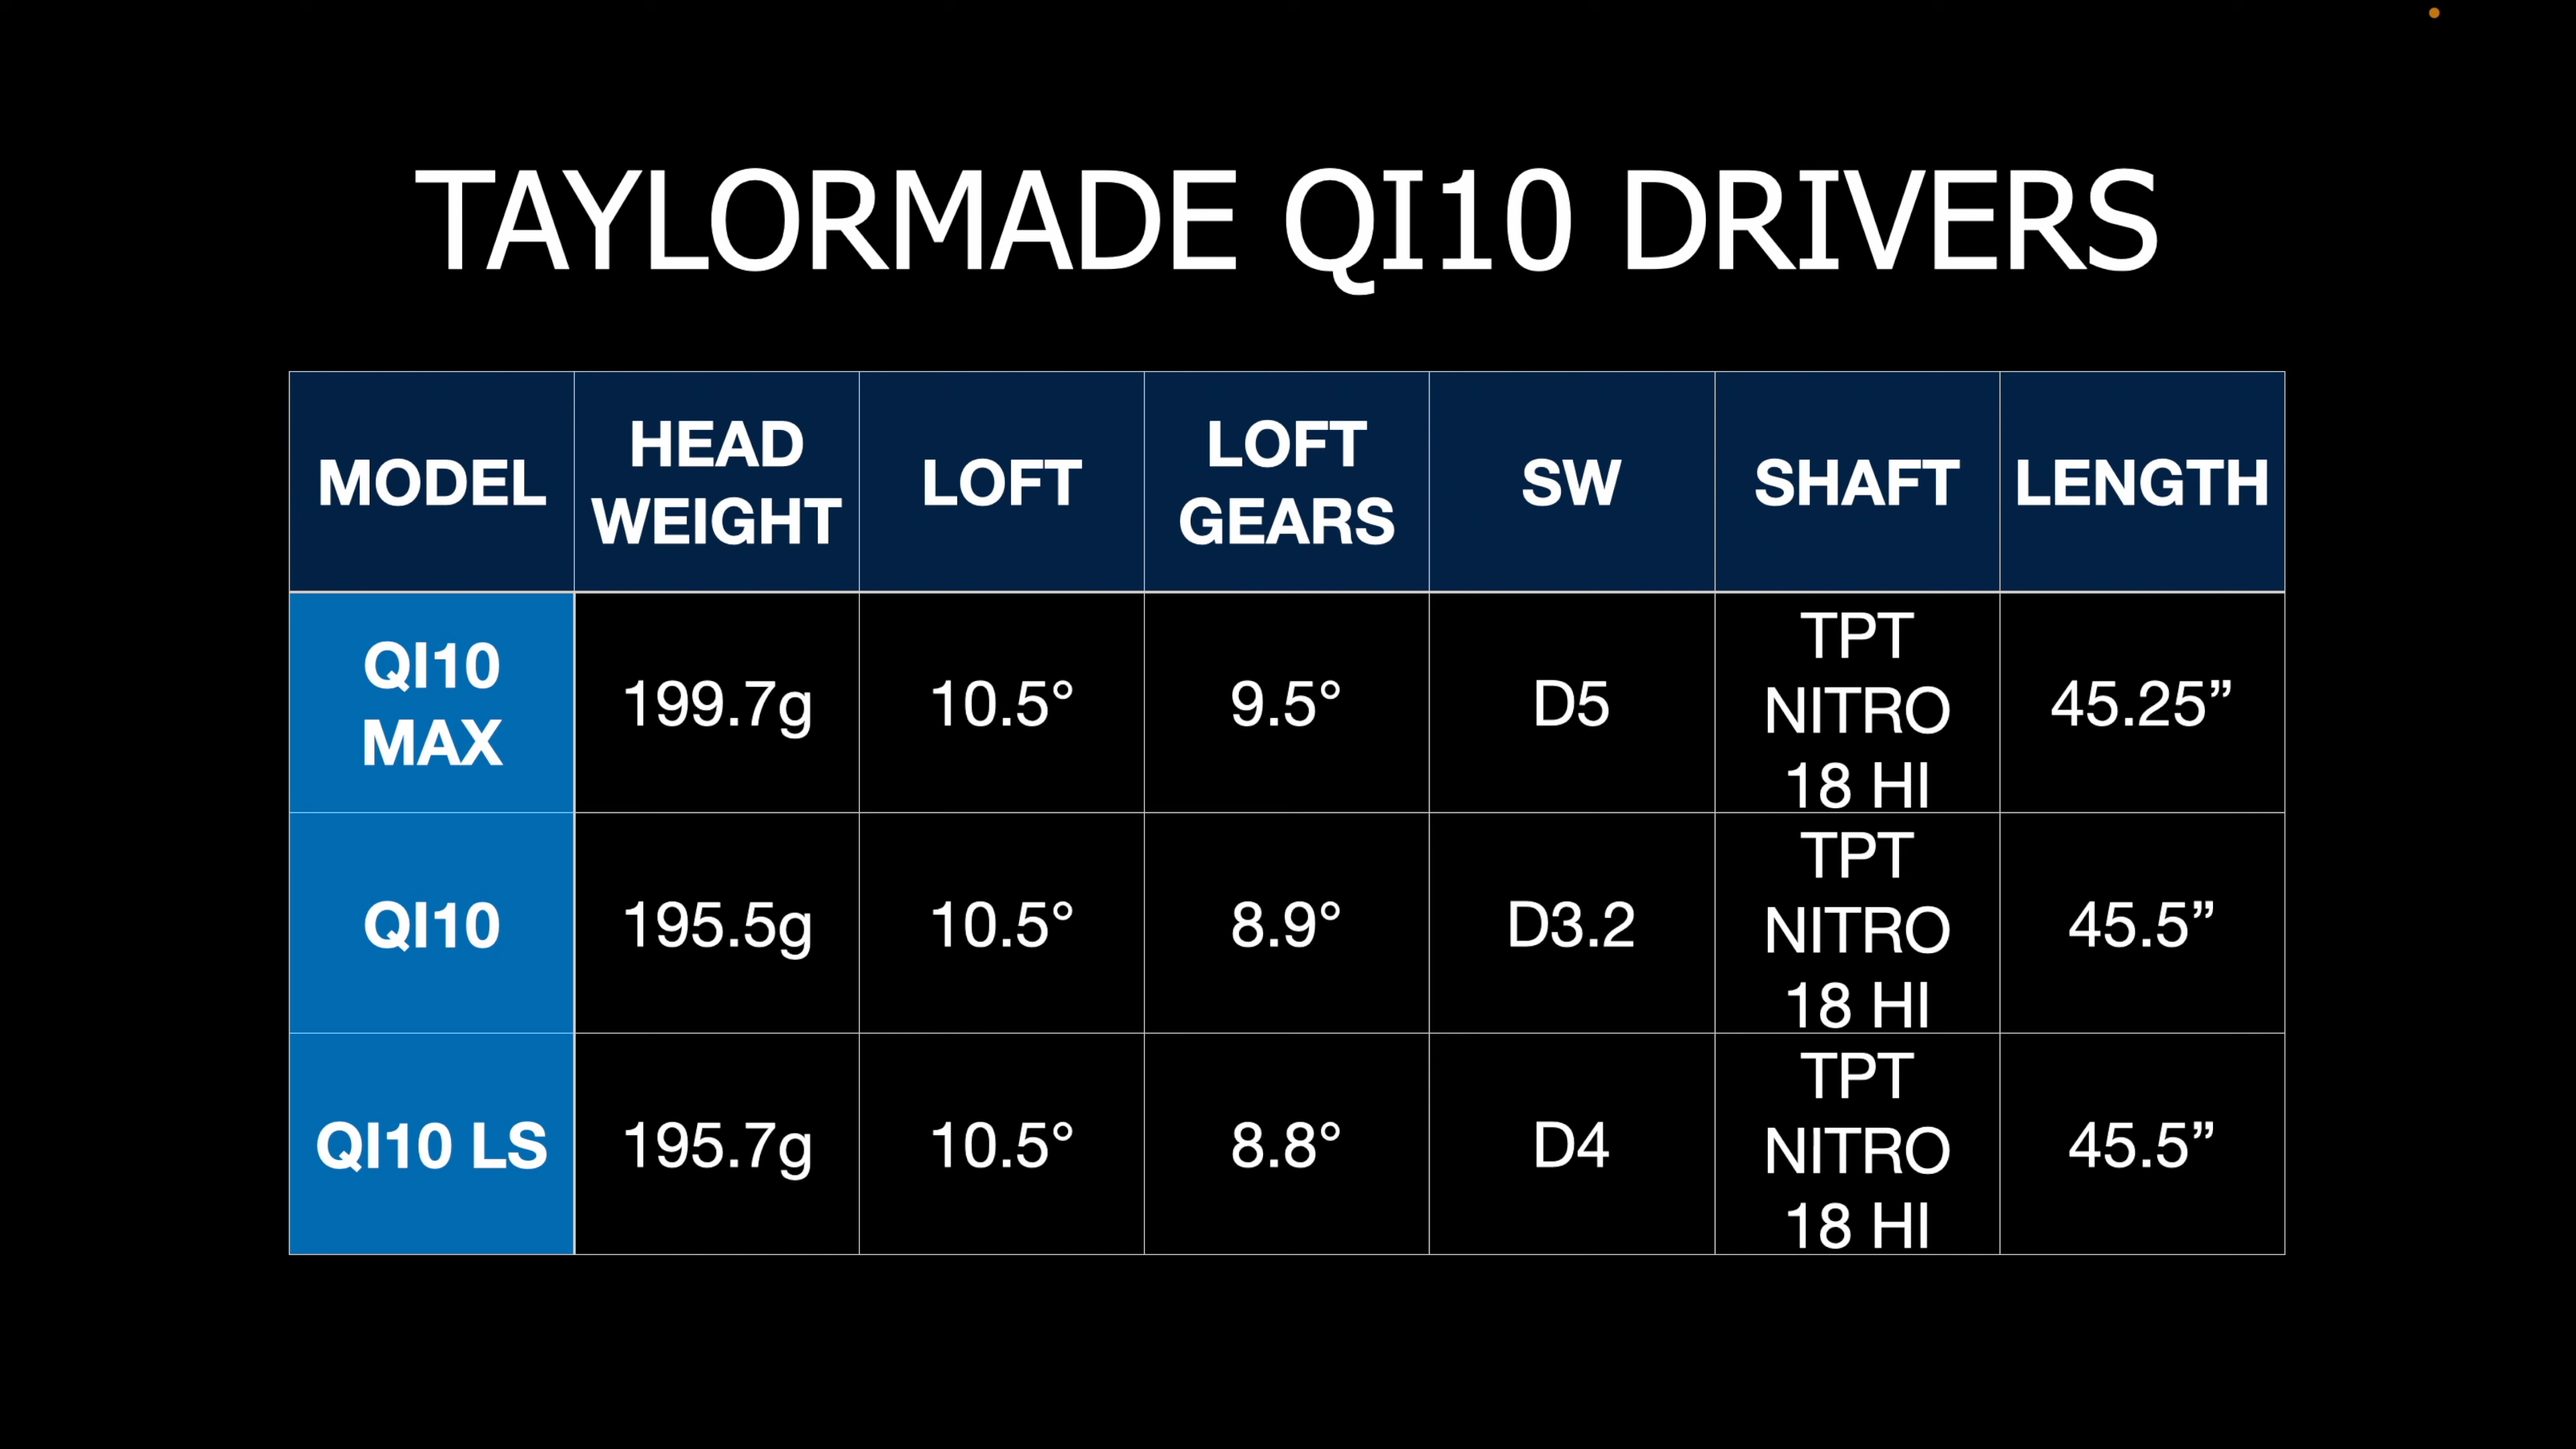 TAYLORMADE QI10 DRIVERS
MODEL
HEAD
WEIGHT
LOFT
LOFT
GEARS
SW
SHAFT
LENGTH
QI10
MAX
199.7g
10.5°
9.5°
D5
TPT
NITRO
18 HI
45.25”
QI10
195.5g
10.5°
8.9°
D3.2
TPT
NITRO
18 HI
45.5”
QI10 LS
195.7g
10.5°
8.8°
D4
TPT
NITRO
18 HI
45.5”